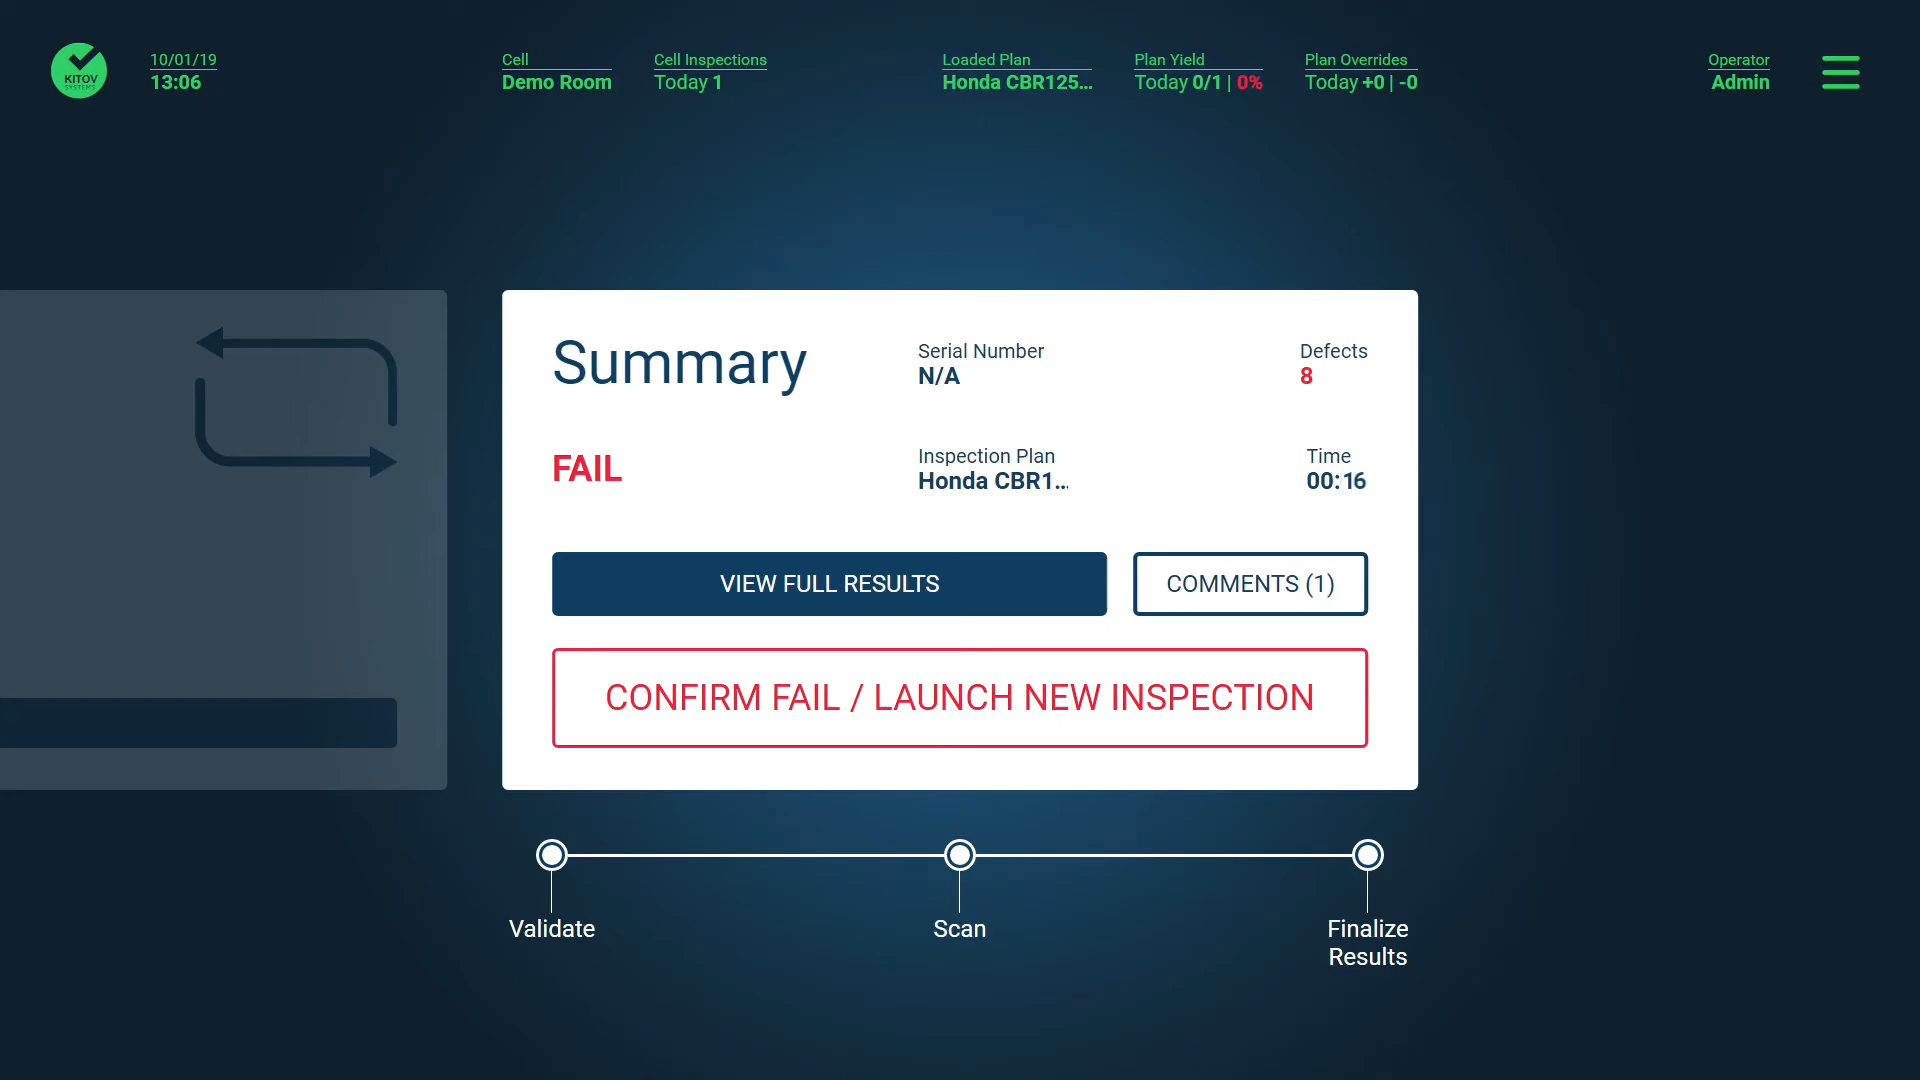 KITOV
SYSTEMS
10/01/19
13:06
Cell
Demo Room
Cell Inspections
Today 1
Loaded Plan
Honda CBR125...
Plan Yield
Today 0/1 | 0%
Plan Overrides
Today +0 | -0
Operator
Admin
Summary
Serial Number
N/A
Defects
8
FAIL
Inspection Plan
Honda CBR1...
Time
00:16
VIEW FULL RESULTS
COMMENTS (1)
CONFIRM FAIL / LAUNCH NEW INSPECTION
Validate
Scan
Finalize
Results